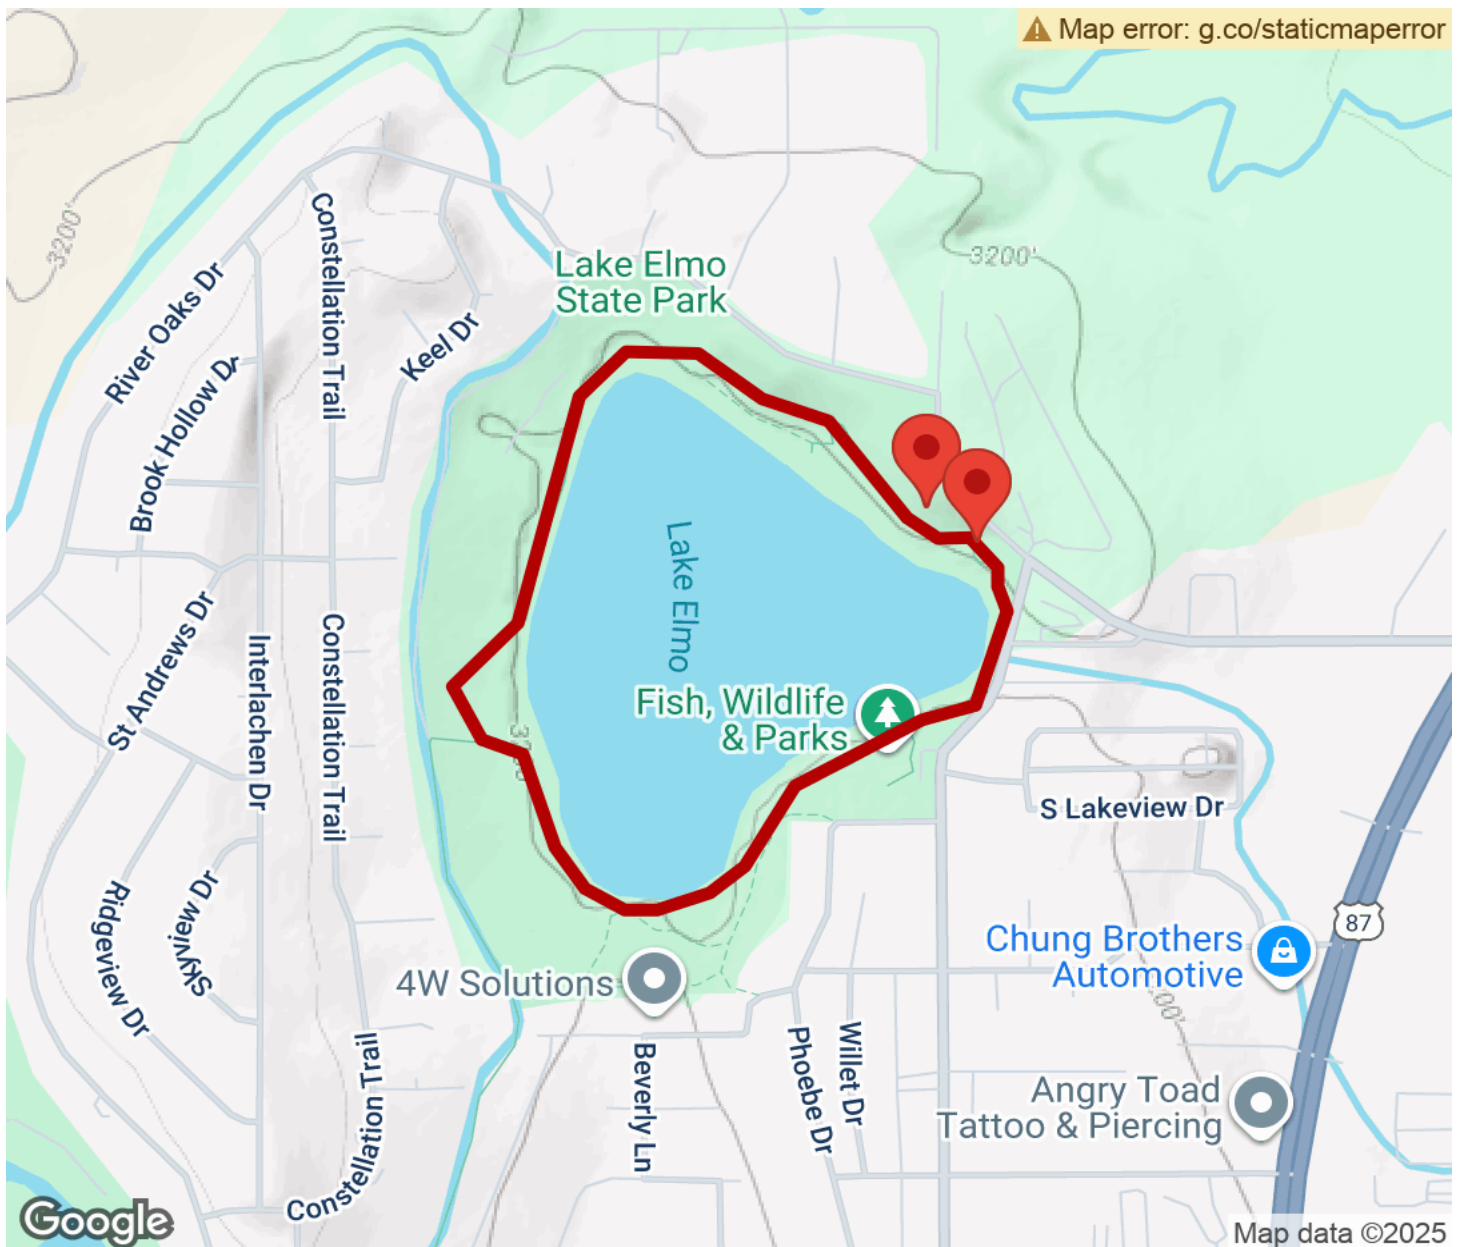 Map error: g.co/staticmaperror
3200'
Constellation Trail
River Oaks Dr
Lake Elmo
State Park
3200'
Keel Dr
Brook Hollow Dr
Lake Elmo
St Andrews Dr
Interlachen Dr
Constellation Trail
Fish, Wildlife
& Parks
S Lakeview Dr
Skyview Dr
Ridgeview Dr
87
Chung Brothers
Automotive
4W Solutions
Constellation Trail
Beverly Ln
Phoebe Dr
Willet Dr
Angry Toad
Tattoo & Piercing
Google
Map data ©2025